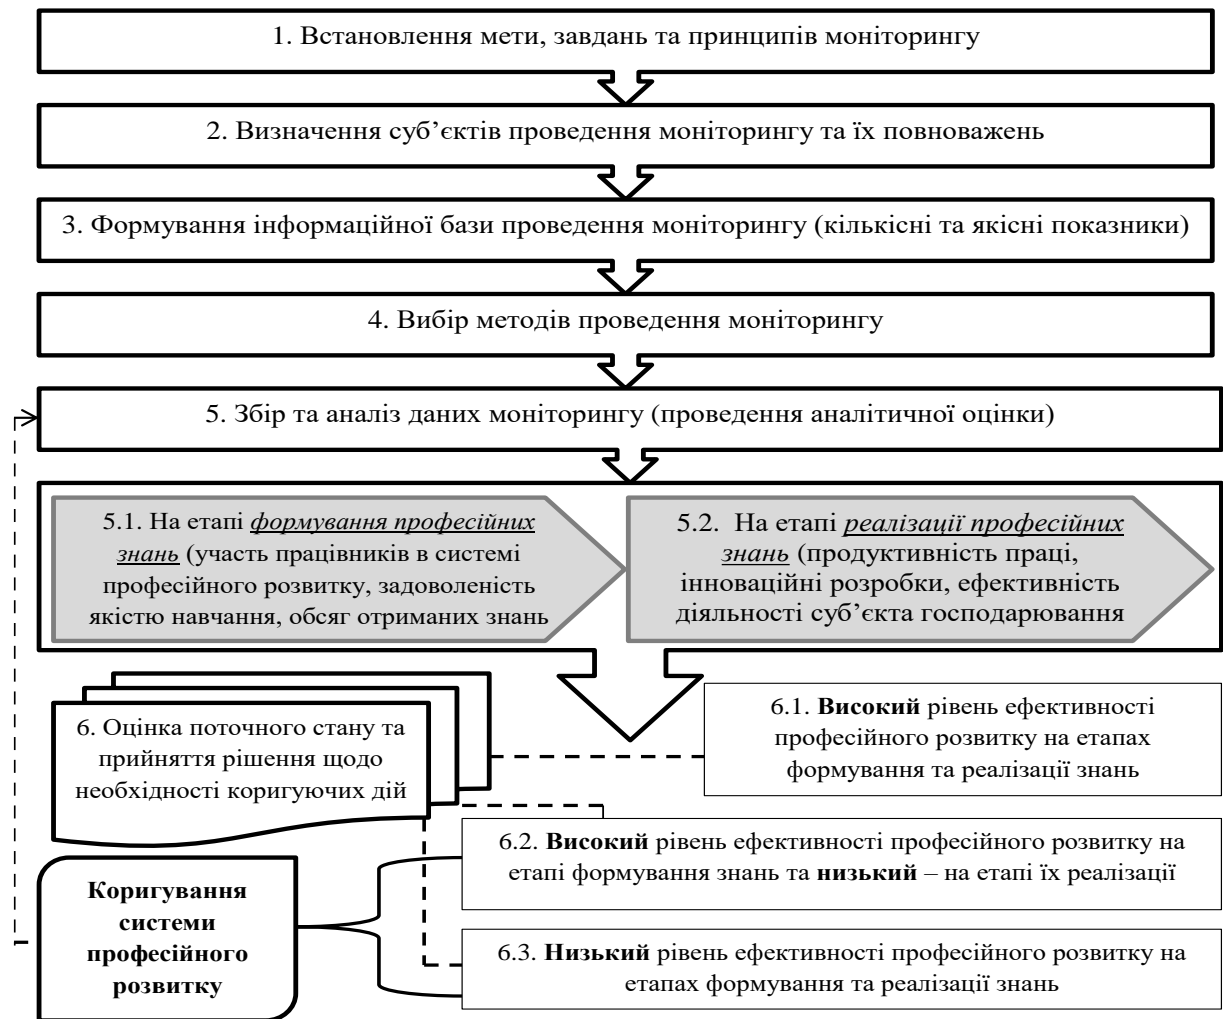 1. Встановлення мети, завдань та принципів моніторингу
2. Визначення суб’єктів проведення моніторингу та їх повноважень
3. Формування інформаційної бази проведення моніторингу (кількісні та якісні показники)
4. Вибір методів проведення моніторингу
5. Збір та аналіз даних моніторингу (проведення аналітичної оцінки)
5.1. На етапі формування професійних
знань (участь працівників в системі
професійного розвитку, задоволеність
якістю навчання, обсяг отриманих знань
5.2. На етапі реалізації професійних
знань (продуктивність праці,
інноваційні розробки, ефективність
діяльності суб’єкта господарювання
6. Оцінка поточного стану та
прийняття рішення щодо
необхідності коригуючих дій
6.1. Високий рівень ефективності
професійного розвитку на етапах
формування та реалізації знань
6.2. Високий рівень ефективності професійного розвитку на
етапі формування знань та низький – на етапі їх реалізації
Коригування
системи
професійного
розвитку
6.3. Низький рівень ефективності професійного розвитку на
етапах формування та реалізації знань